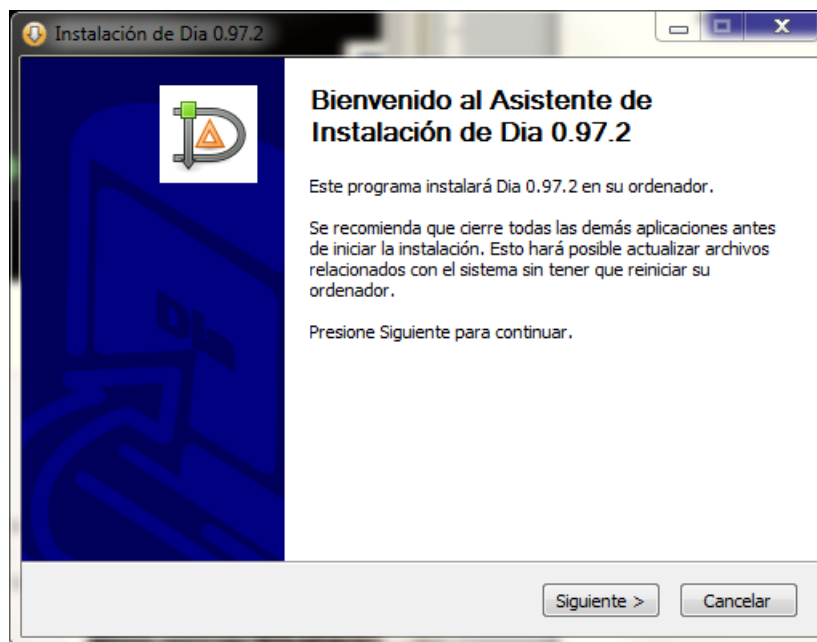 Instalación de Dia 0.97.2
Bienvenido al Asistente de
Instalación de Dia 0.97.2
Este programa instalará Dia 0.97.2 en su ordenador.
Se recomienda que cierre todas las demás aplicaciones antes
de iniciar la instalación. Esto hará posible actualizar archivos
relacionados con el sistema sin tener que reiniciar su
ordenador.
Presione Siguiente para continuar.
Dia
Siguiente >
Cancelar